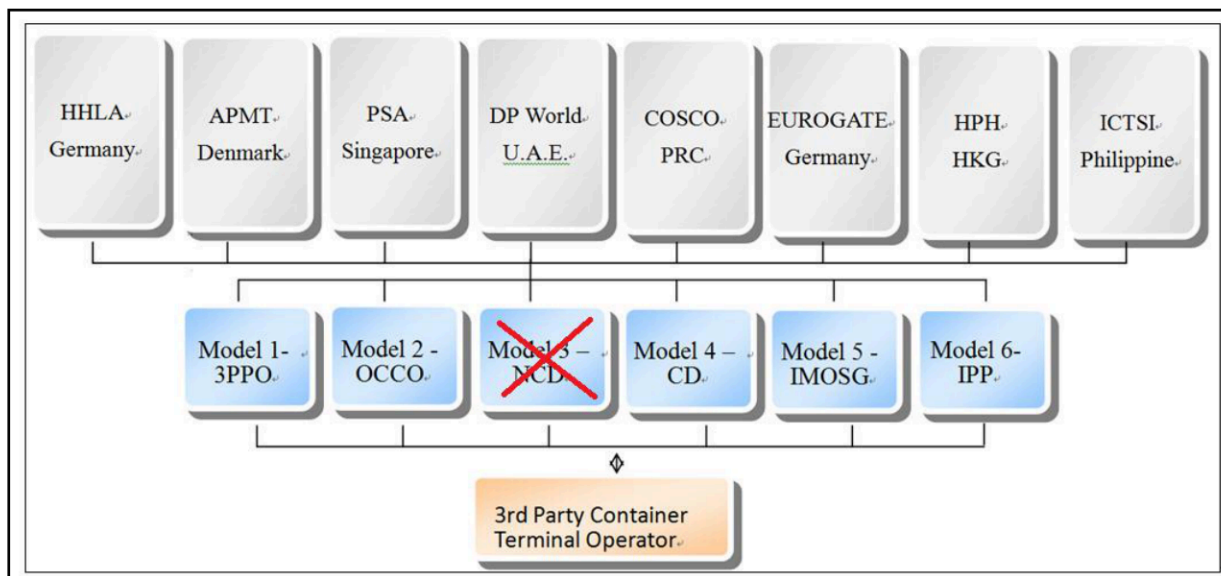 HHLA
Germany
APMT
Denmark
PSA
Singapore
DP World
U.A.E.
COSCO
PRC
EUROGATE
Germany
HPH
HKG
ICTSI
Philippine
Model 1-
3PPO
Model 2 -
OCCO
Model 3 –
NCD
Model 4 –
CD
Model 5 -
IMOSG
Model 6-
IPP
3rd Party Container
Terminal Operator